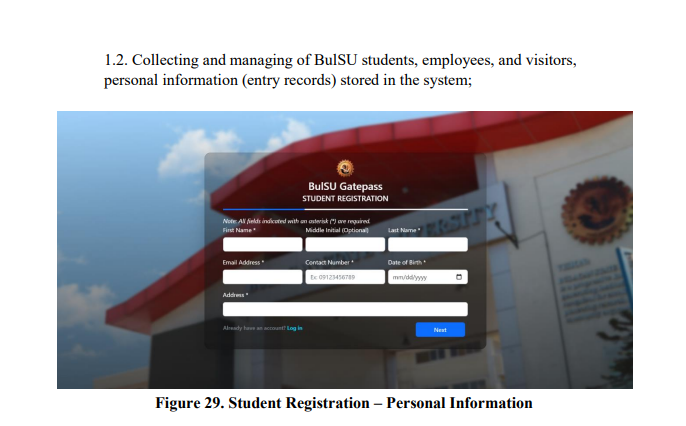 1.2. Collecting and managing of BulSU students, employees, and visitors,
personal information (entry records) stored in the system;
BulSU Gatepass
STUDENT REGISTRATION
Note: All fields indicated with an asterisk (*) are required.
First Name * Middle Initial (Optional) Last Name *
Email Address * Contact Number * Date of Birth *
Ex: 09123456789 mm/dd/yyyy
Address *
Already have an account? Log in Next
Figure 29. Student Registration – Personal Information